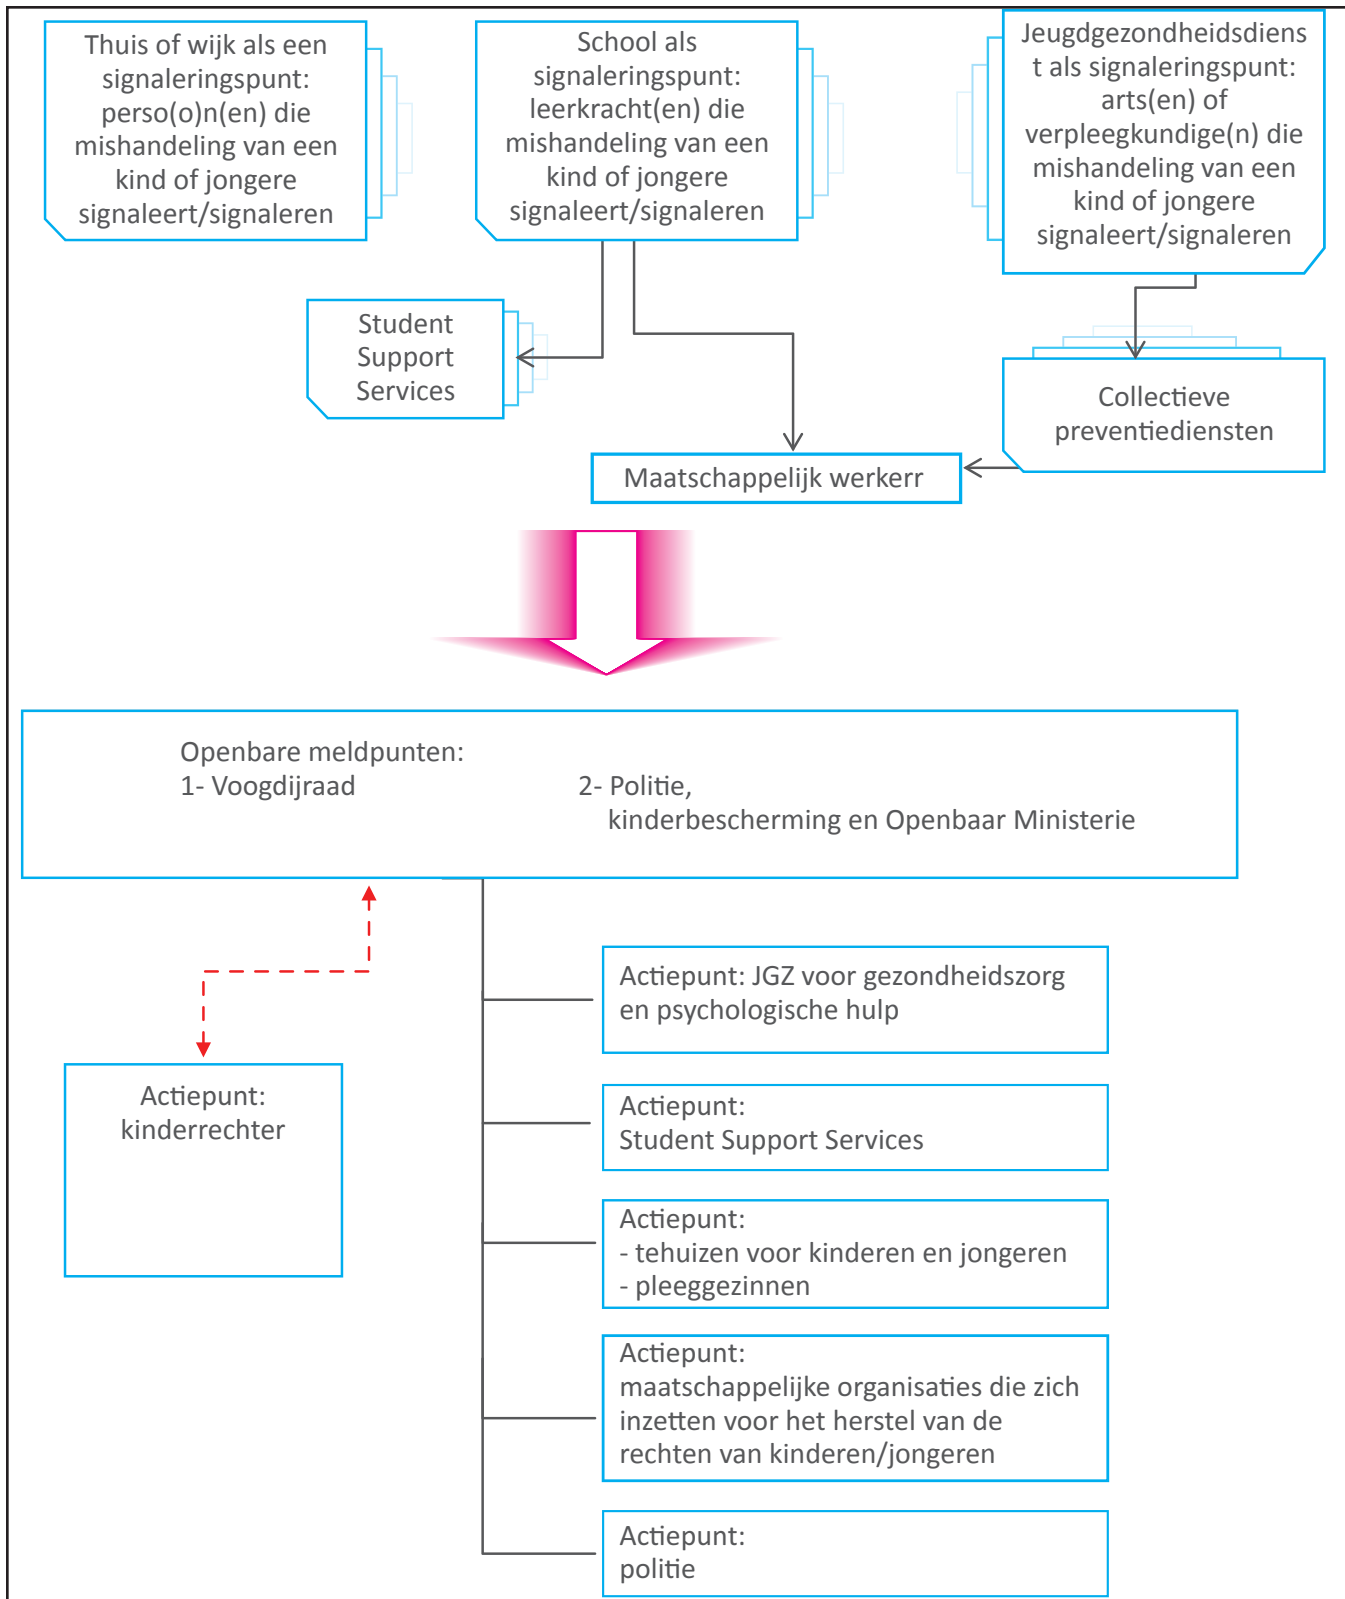 Thuis of wijk als een
signaleringspunt:
perso(o)n(en) die
mishandeling van een
kind of jongere
signaleert/signaleren
School als
signaleringspunt:
leerkracht(en) die
mishandeling van een
kind of jongere
signaleert/signaleren
Jeugdgezondheidsdiens
t als signaleringspunt:
arts(en) of
verpleegkundige(n) die
mishandeling van een
kind of jongere
signaleert/signaleren
Student
Support
Services
Collectieve
preventiediensten
Maatschappelijk werkerr
Openbare meldpunten:
1- Voogdijraad
2- Politie,
kinderbescherming en Openbaar Ministerie
Actiepunt:
kinderrechter
Actiepunt: JGZ voor gezondheidszorg
en psychologische hulp
Actiepunt:
Student Support Services
Actiepunt:
- tehuizen voor kinderen en jongeren
- pleeggezinnen
Actiepunt:
maatschappelijke organisaties die zich
inzetten voor het herstel van de
rechten van kinderen/jongeren
Actiepunt:
politie